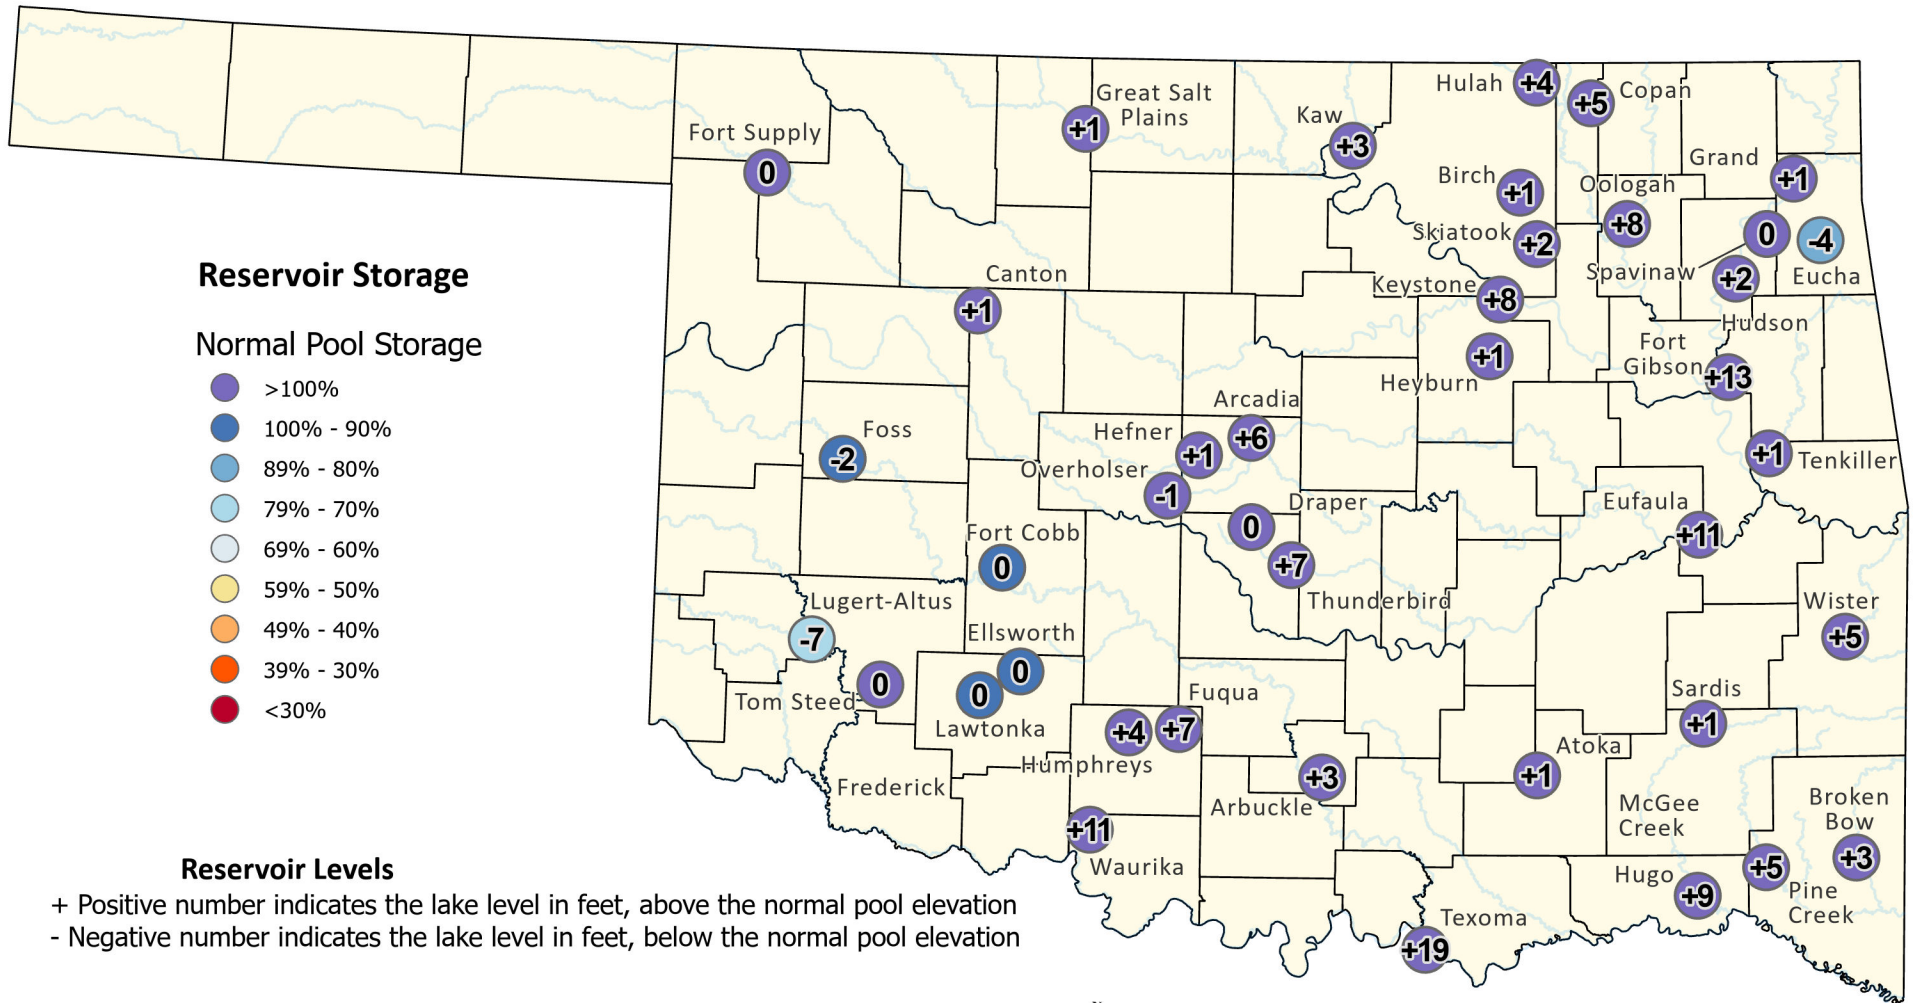 Fort Supply
0
Great Salt
Plains
+1
Kaw
+3
Hulah
+4
+5
Copan
Birch
+1
Oologah
+8
Grand
+1
Skiatook
+2
Spavinaw
0
-4
Eucha
+2
Hudson
Canton
+1
Keystone
+8
Heyburn
+1
Fort
Gibson
+13
Reservoir Storage
Normal Pool Storage
>100%
100% - 90%
89% - 80%
79% - 70%
69% - 60%
59% - 50%
49% - 40%
39% - 30%
<30%
Foss
-2
Arcadia
+6
Hefner
+1
Overholser
-1
Draper
0
+7
Thunderbird
+1
Tenkiller
Eufaula
+11
Fort Cobb
0
Lugert-Altus
-7
Ellsworth
0
0
Lawtonka
Tom Steed
0
Frederick
Fuqua
+4
+7
Humphreys
Wister
+5
Sardis
+1
Atoka
+1
Arbuckle
+3
McGee
Creek
Broken
Bow
+3
+11
Waurika
Hugo
+9
+5
Pine
Creek
Texoma
+19
Reservoir Levels
+ Positive number indicates the lake level in feet, above the normal pool elevation
- Negative number indicates the lake level in feet, below the normal pool elevation